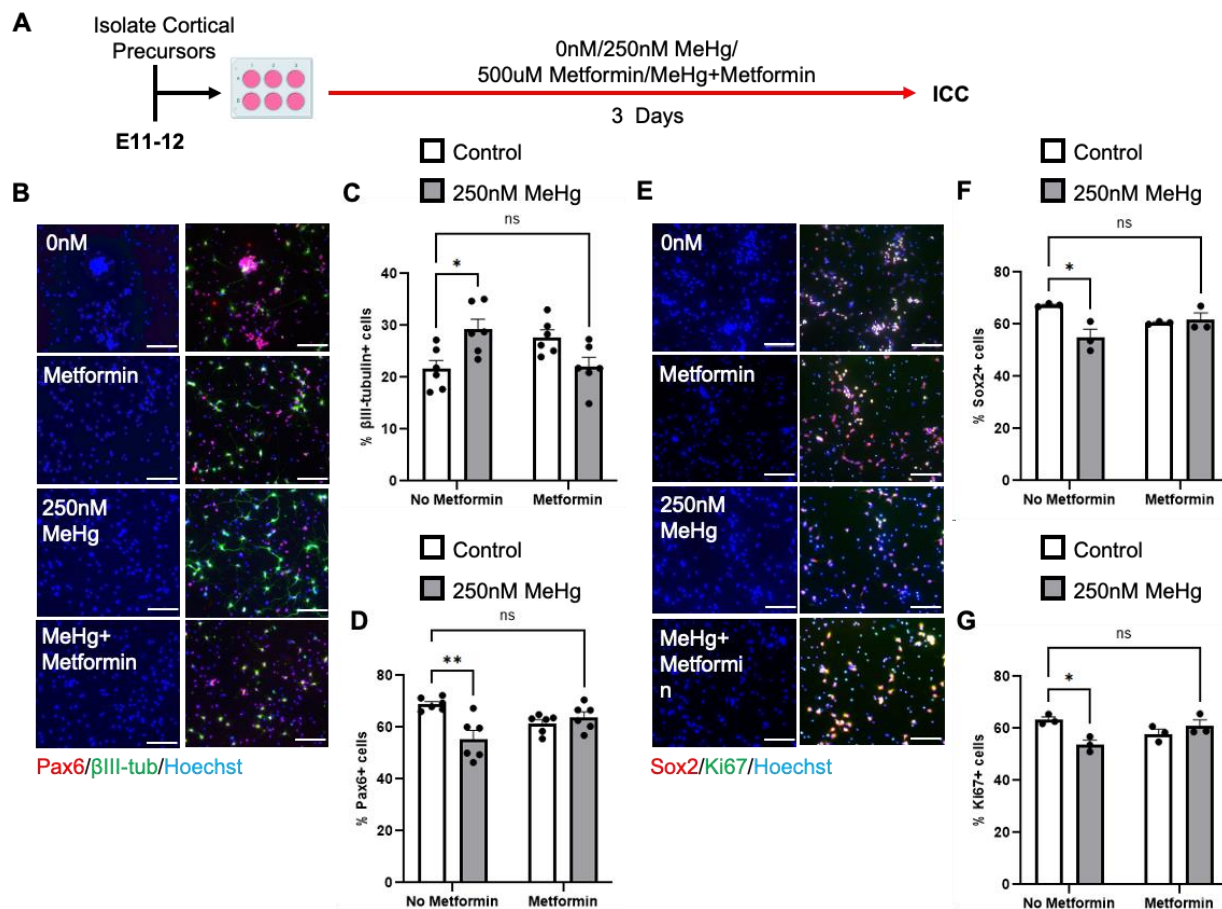 A
Isolate Cortical
Precursors
E11-12
1 2 3
A
B
0nM/250nM MeHg/
500uM Metformin/MeHg+Metformin
3 Days
ICC
B
0nM
Metformin
250nM
MeHg
MeHg+
Metformin
Pax6/βIII-tub/Hoechst
Control
250nM MeHg
C
ns
*
% βIII-tubulin+ cells
40
30
20
10
0
No Metformin
Metformin
Control
250nM MeHg
D
ns
**
% Pax6+ cells
80
60
40
20
0
No Metformin
Metformin
E
0nM
Metformin
250nM
MeHg
MeHg+
Metformi
n
Sox2/Ki67/Hoechst
Control
250nM MeHg
F
ns
*
% Sox2+ cells
80
60
40
20
0
No Metformin
Metformin
Control
250nM MeHg
G
ns
*
% Ki67+ cells
80
60
40
20
0
No Metformin
Metformin